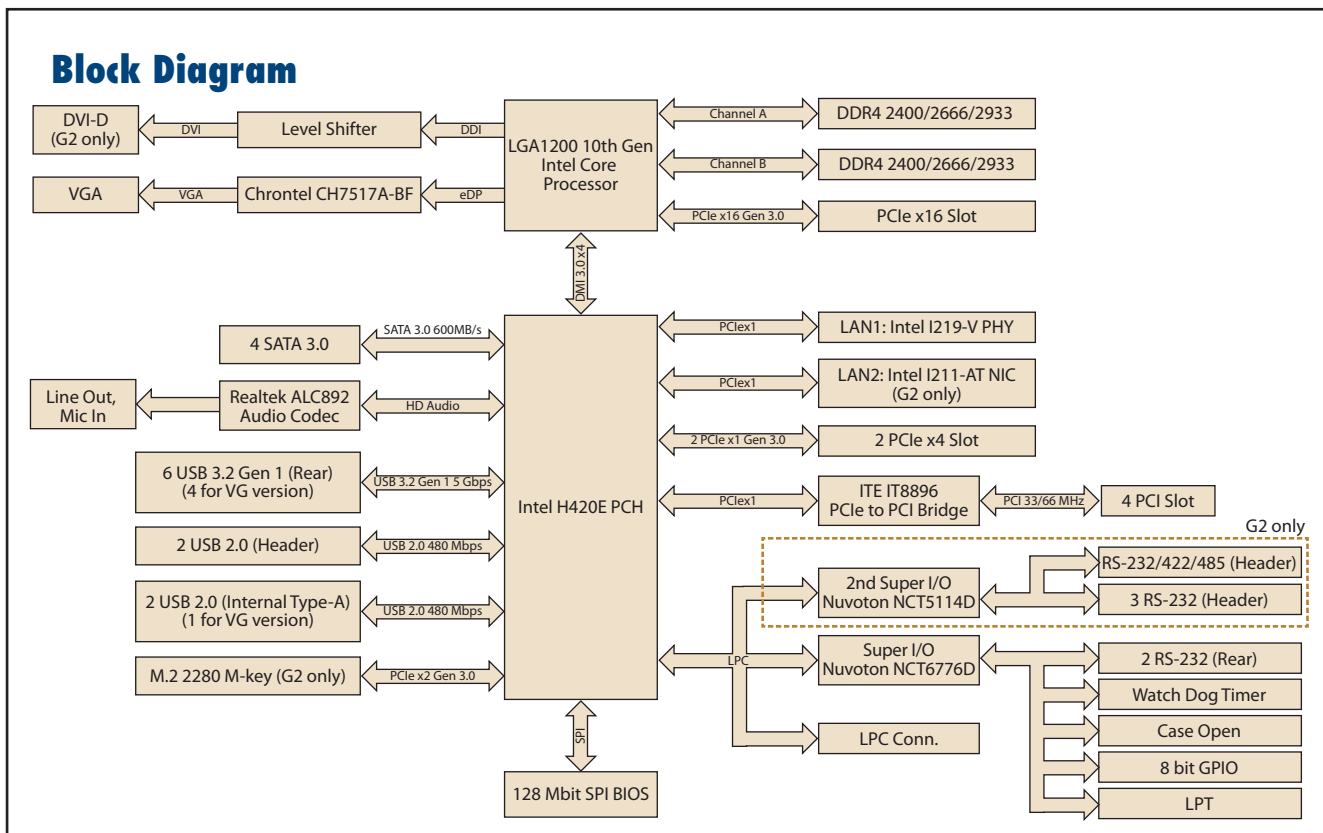 Block Diagram
DVI-D
(G2 only)
DVI
Level Shifter
DDI
LGA1200 10th Gen
Intel Core
Processor
Channel A
DDR4 2400/2666/2933
Channel B
DDR4 2400/2666/2933
VGA
VGA
Chrontel CH7517A-BF
eDP
PCIe x16 Gen 3.0
PCIe x16 Slot
DMI 3.0 x4
4 SATA 3.0
SATA 3.0 600MB/s
Intel H420E PCH
PCIex1
LAN1: Intel I219-V PHY
Line Out,
Mic In
Realtek ALC892
Audio Codec
HD Audio
PCIex1
LAN2: Intel I211-AT NIC
(G2 only)
2 PCIe x1 Gen 3.0
2 PCIe x4 Slot
6 USB 3.2 Gen 1 (Rear)
(4 for VG version)
USB 3.2 Gen 1 5 Gbps
PCIex1
ITE IT8896
PCIe to PCI Bridge
PCI 33/66 MHz
4 PCI Slot
2 USB 2.0 (Header)
USB 2.0 480 Mbps
G2 only
2nd Super I/O
Nuvoton NCT5114D
RS-232/422/485 (Header)
3 RS-232 (Header)
2 USB 2.0 (Internal Type-A)
(1 for VG version)
USB 2.0 480 Mbps
LPC
Super I/O
Nuvoton NCT6776D
2 RS-232 (Rear)
M.2 2280 M-key (G2 only)
PCIe x2 Gen 3.0
Watch Dog Timer
Case Open
LPC Conn.
8 bit GPIO
LPT
SPI
128 Mbit SPI BIOS